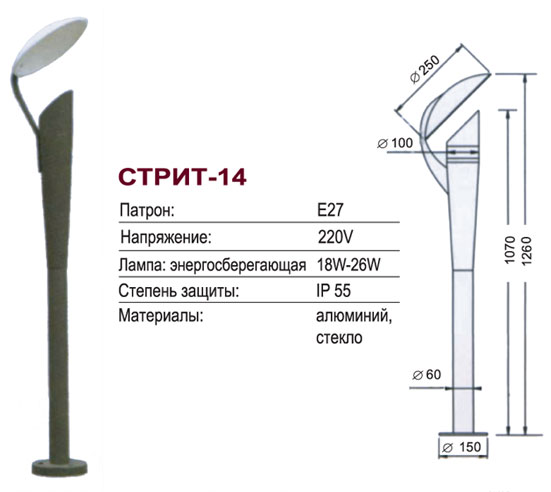 СТРИТ-14
Патрон: E27
Напряжение: 220V
Лампа: энергосберегающая 18W-26W
Степень защиты: IP 55
Материалы: алюминий,
стекло
⌀ 250
⌀ 100
1070
1260
⌀ 60
⌀ 150